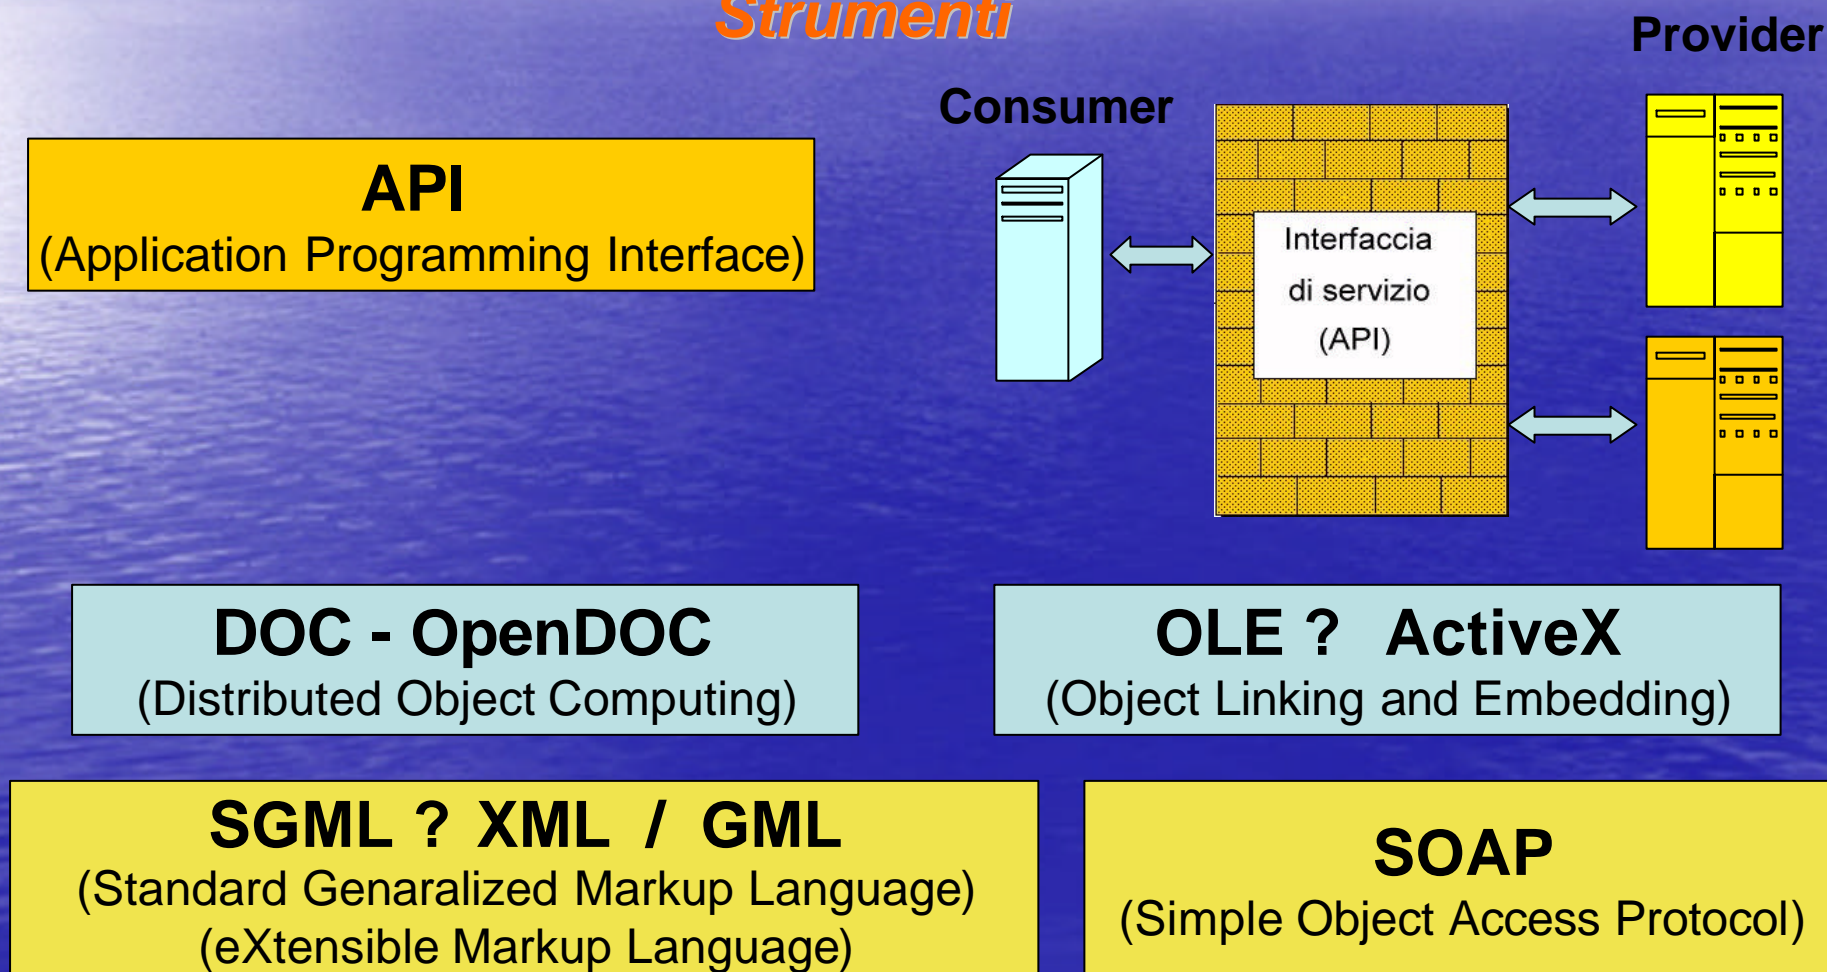 Strumenti
Provider
Consumer
API
(Application Programming Interface)
Interfaccia
di servizio
(API)
DOC - OpenDOC
(Distributed Object Computing)
OLE ? ActiveX
(Object Linking and Embedding)
SGML ? XML / GML
(Standard Genaralized Markup Language)
(eXtensible Markup Language)
SOAP
(Simple Object Access Protocol)